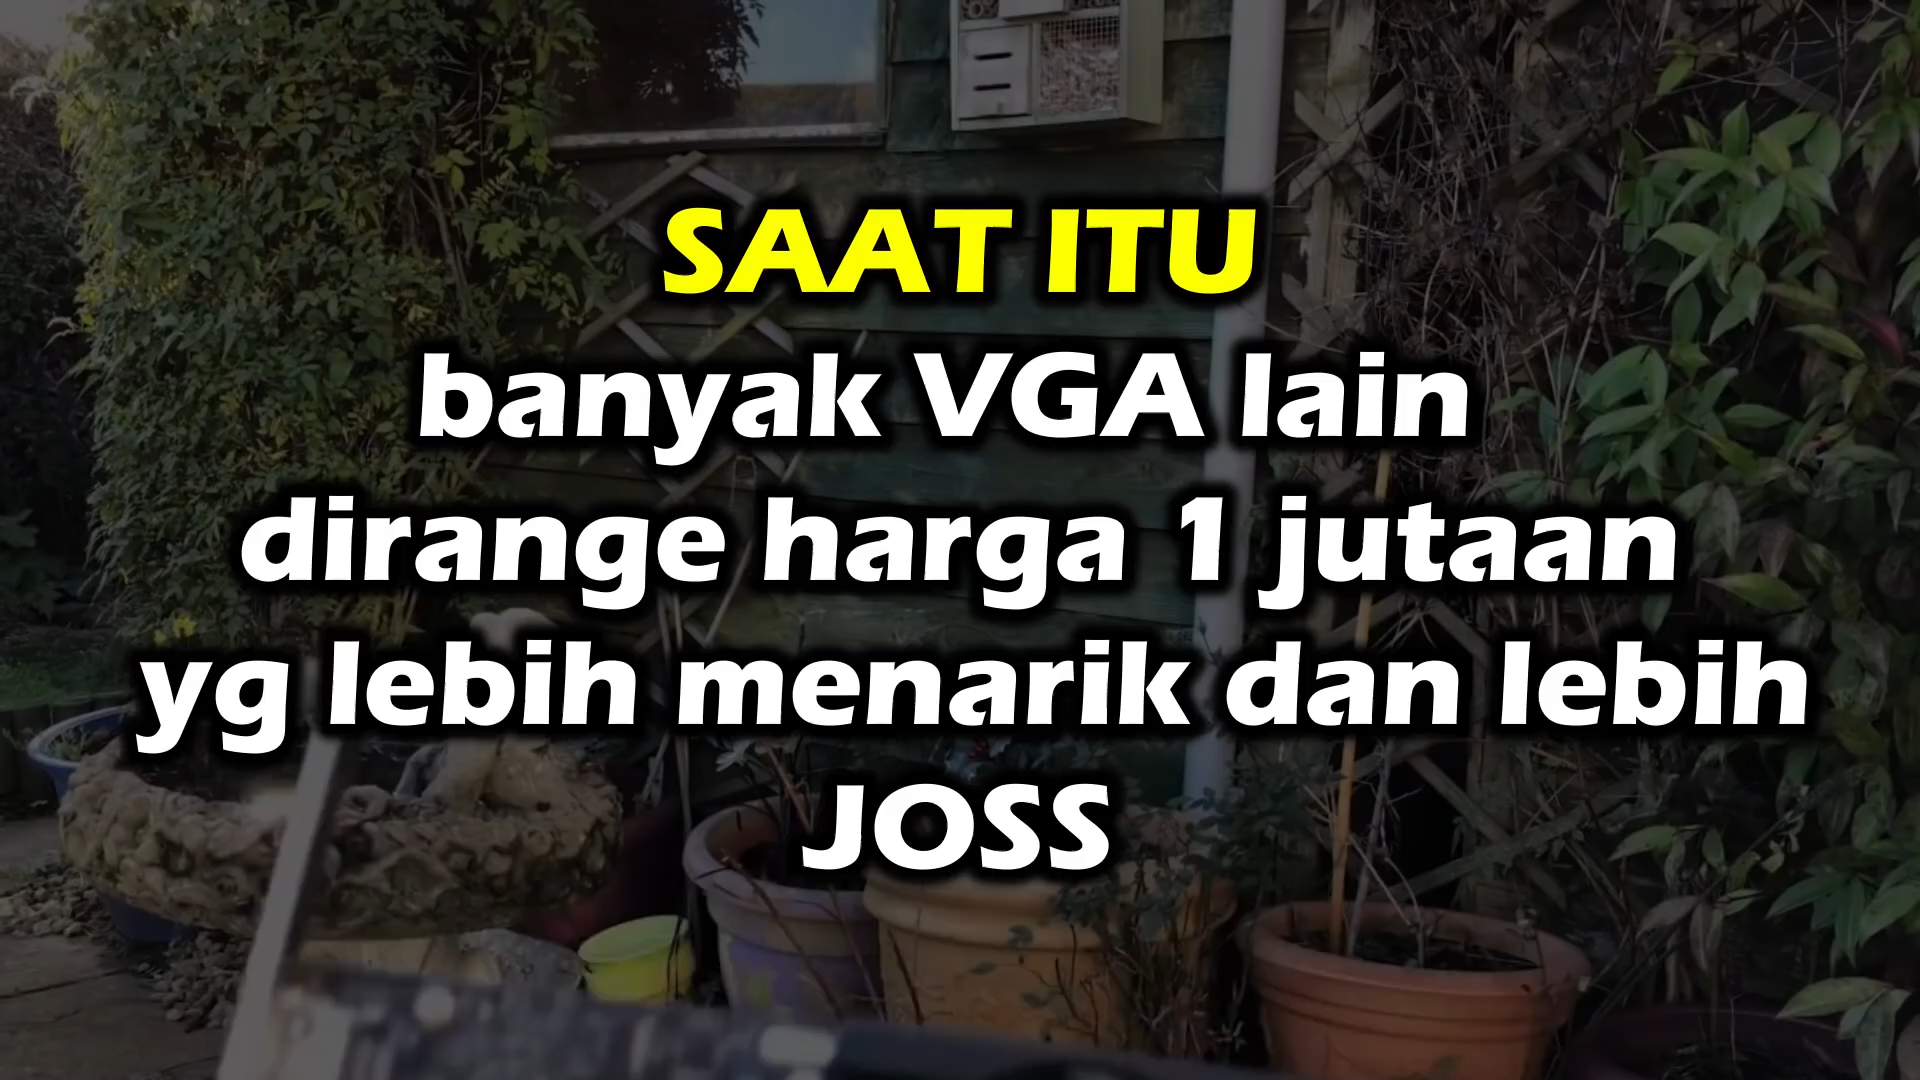 SAAT ITU
banyak VGA lain
dirange harga 1 jutaan
yg lebih menarik dan lebih
JOSS